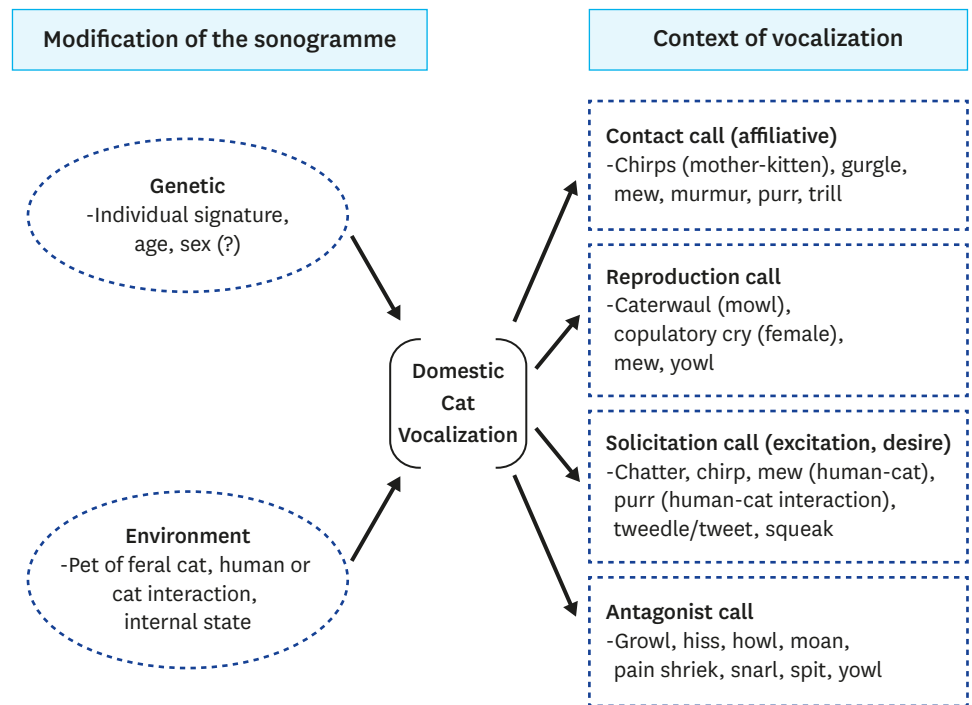 Modification of the sonogramme
Context of vocalization
Genetic
-Individual signature,
age, sex (?)
Environment
-Pet of feral cat, human or
cat interaction,
internal state
Domestic
Cat
Vocalization
Contact call (affiliative)
-Chirps (mother-kitten), gurgle,
mew, murmur, purr, trill
Reproduction call
-Caterwaul (mowl),
copulatory cry (female),
mew, yowl
Solicitation call (excitation, desire)
-Chatter, chirp, mew (human-cat),
purr (human-cat interaction),
tweedle/tweet, squeak
Antagonist call
-Growl, hiss, howl, moan,
pain shriek, snarl, spit, yowl